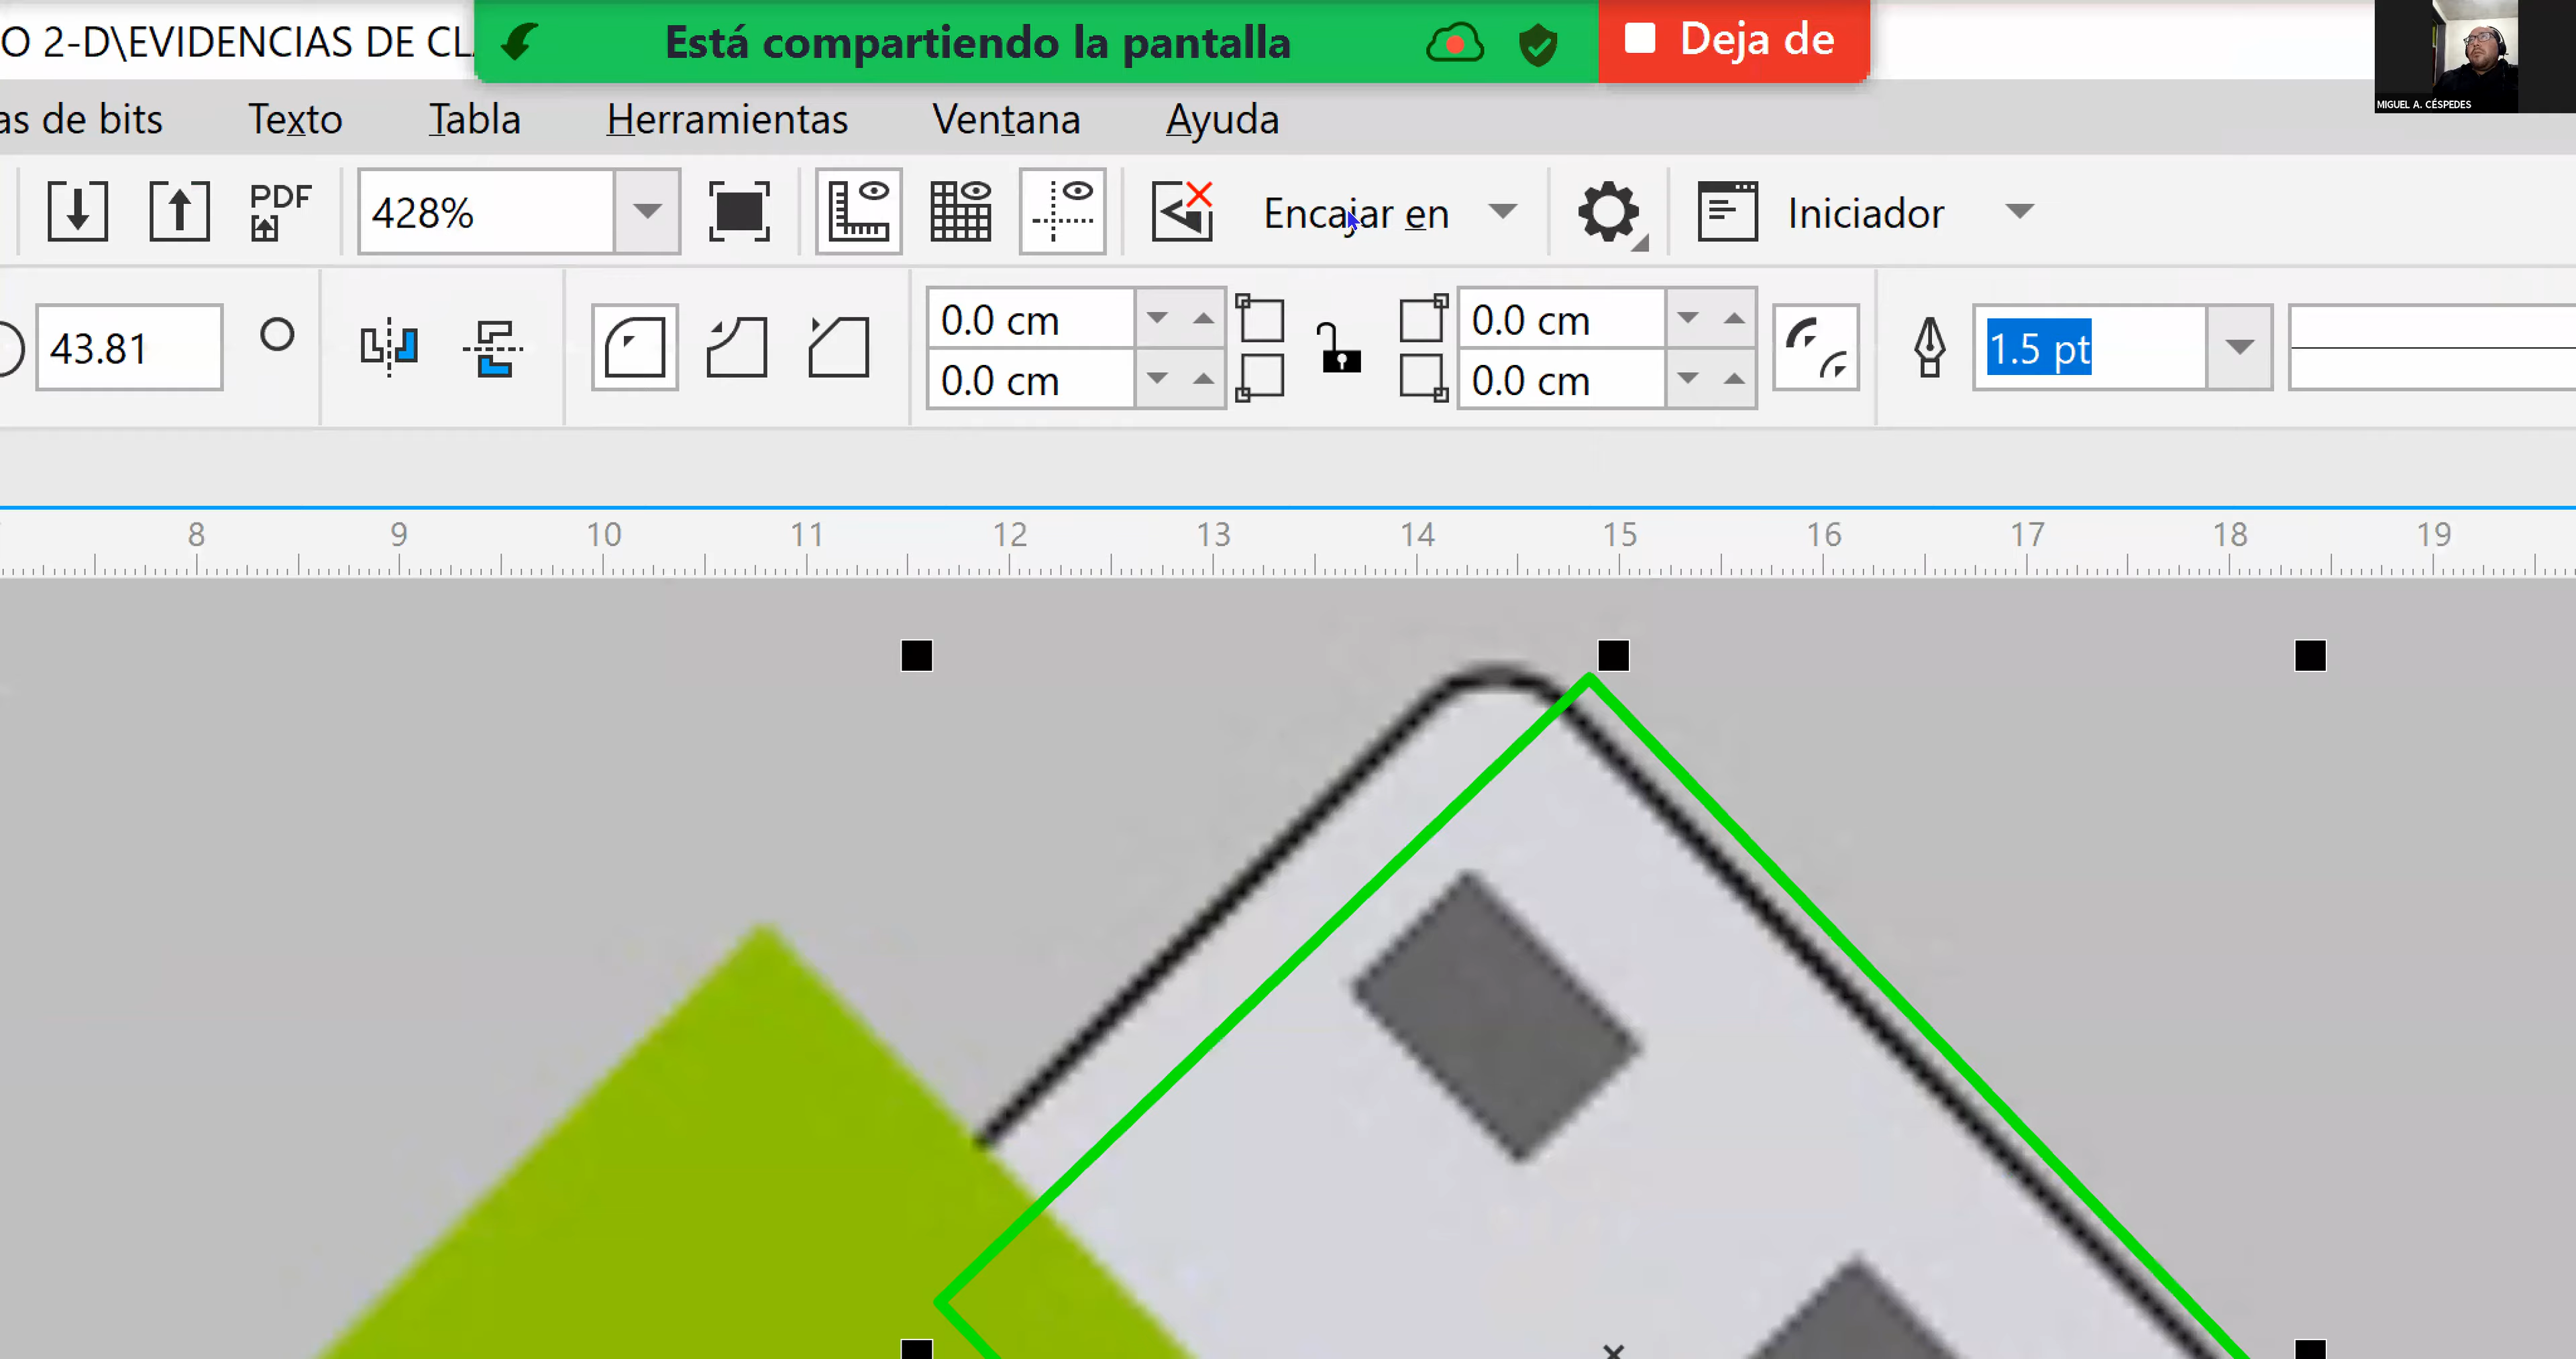 O 2-D\EVIDENCIAS DE CL
Está compartiendo la pantalla
Deja de
MIGUEL A. CÉSPEDES
as de bits Texto Tabla Herramientas Ventana Ayuda
PDF 428% Encajar en Iniciador
43.81 0.0 cm 0.0 cm 1.5 pt
0.0 cm 0.0 cm
8 9 10 11 12 13 14 15 16 17 18 19